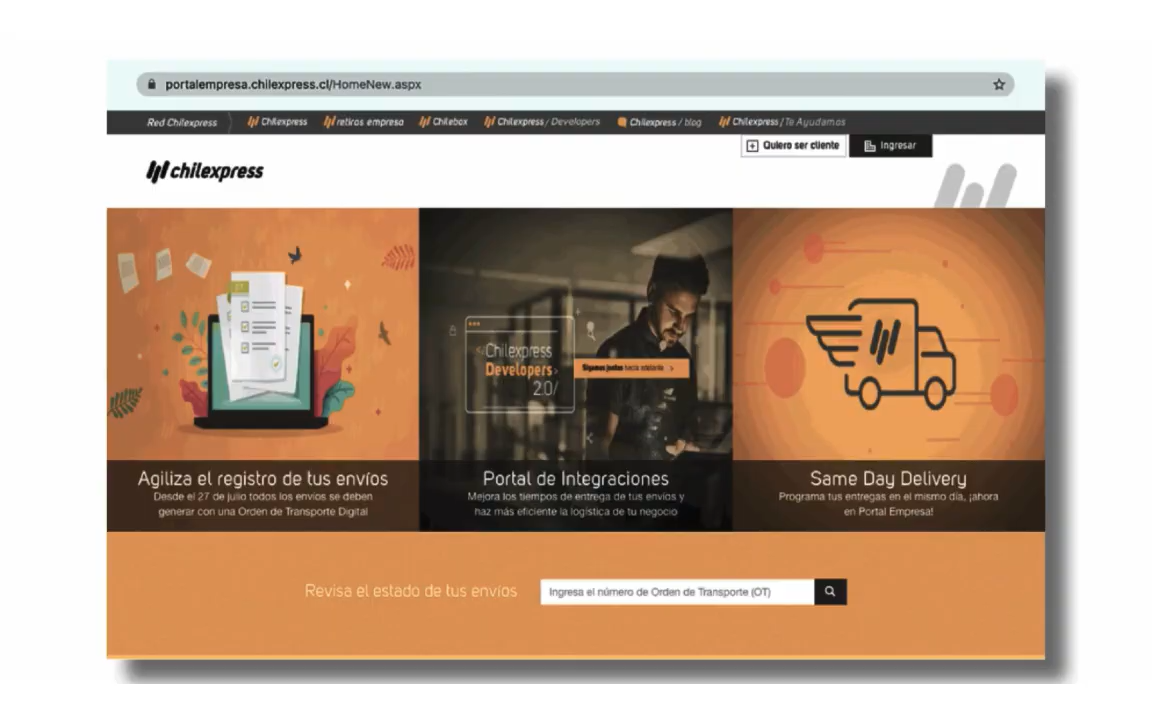 portalempresa.chilexpress.cl/HomeNew.aspx
Red Chilexpress
Chilexpress
retiros empresa
Chilebox
Chilexpress/Developers
Chilexpress/blog
Chilexpress/Te Ayudamos
Quiero ser cliente
Ingresar
chilexpress
27
Chilexpress
Developers
2.0/
Sigamos juntos hacia adelante >
Agiliza el registro de tus envíos
Desde el 27 de julio todos los envíos se deben
generar con una Orden de Transporte Digital
Portal de Integraciones
Mejora los tiempos de entrega de tus envíos y
haz más eficiente la logística de tu negocio
Same Day Delivery
Programa tus entregas en el mismo día, ¡ahora
en Portal Empresa!
Revisa el estado de tus envíos
Ingresa el número de Orden de Transporte (OT)